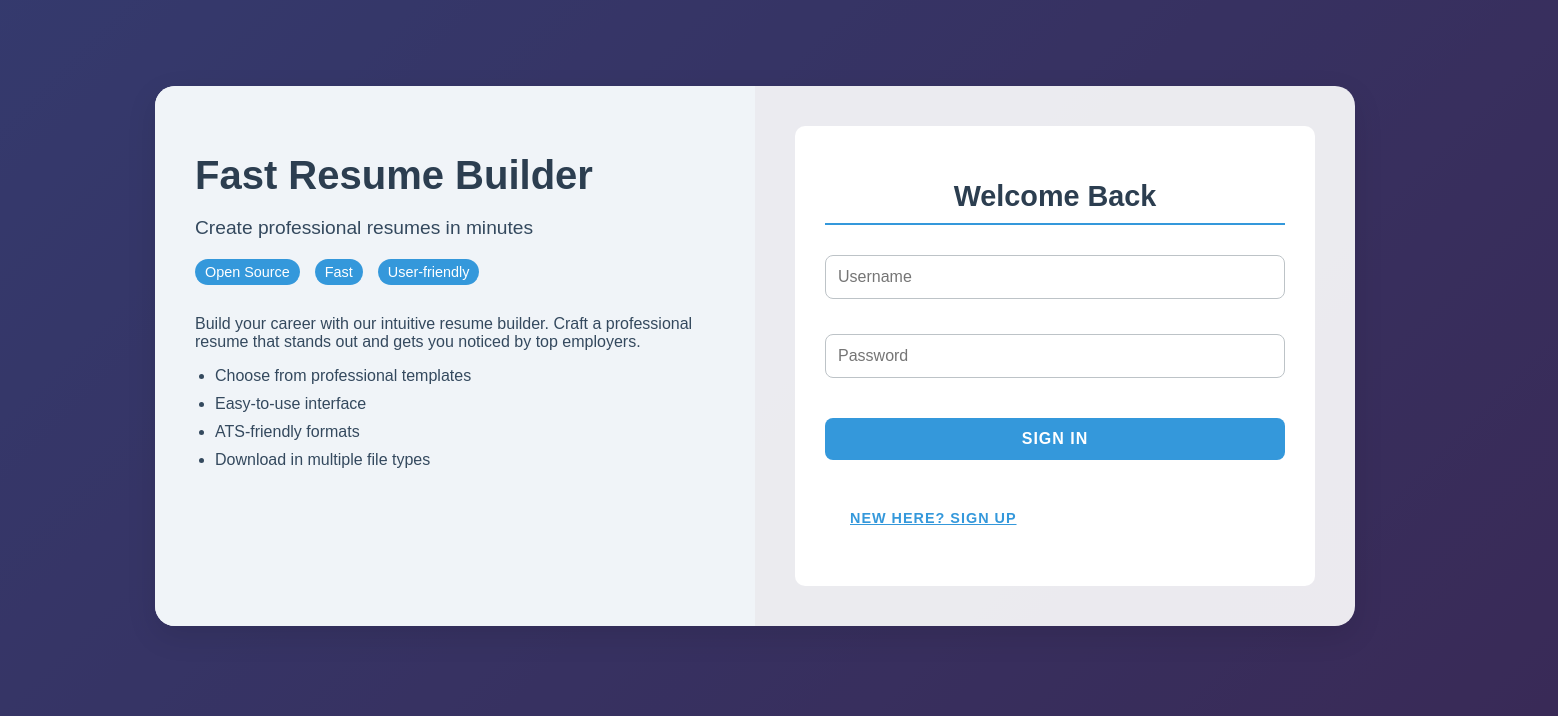 Fast Resume Builder
Create professional resumes in minutes
Open Source Fast User-friendly
Build your career with our intuitive resume builder. Craft a professional
resume that stands out and gets you noticed by top employers.
Choose from professional templates
Easy-to-use interface
ATS-friendly formats
Download in multiple file types
Welcome Back
Username
Password
SIGN IN
NEW HERE? SIGN UP